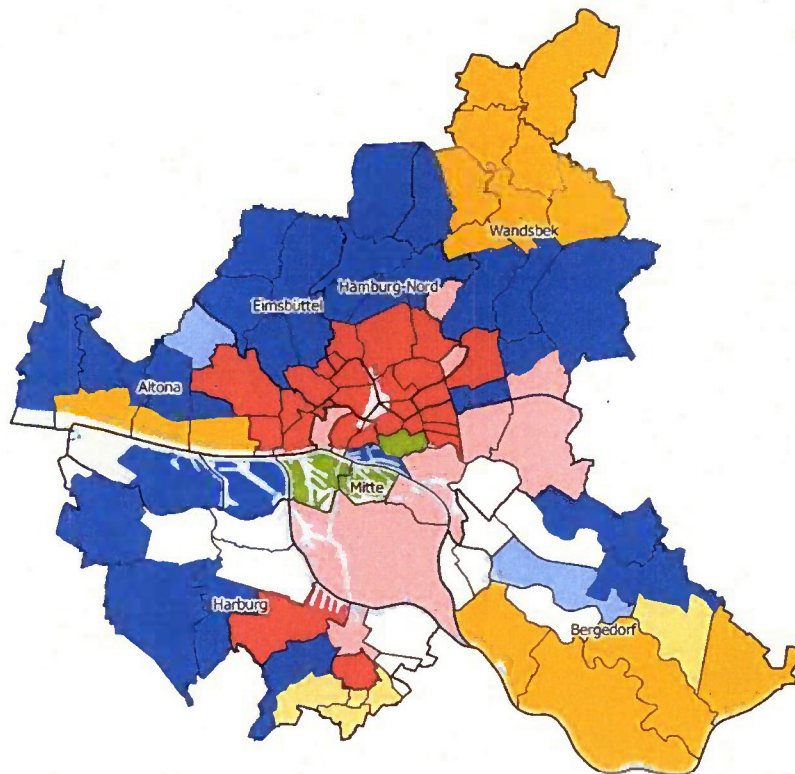 Wandsbek
Hamburg-Nord
Eimsbüttel
Altona
Mitte
Harburg
Bergedorf